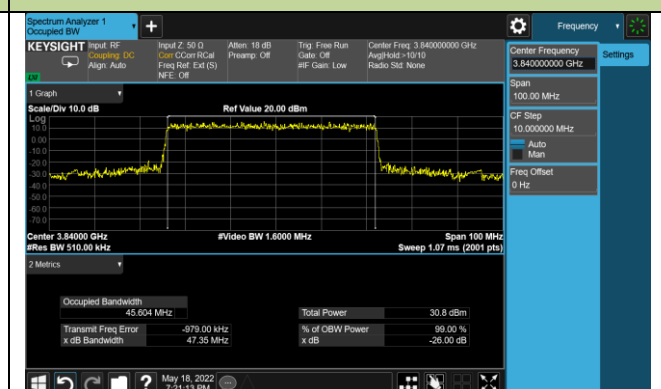 Spectrum Analyzer 1
Occupied BW
+
Frequency
KEYSIGHT
Input: RF
Coupling: DC
Align: Auto
Input Z: 50 Ω
Corr CCorr RCal
Freq Ref: Ext (S)
NFE: Off
Atten: 18 dB
Preamp: Off
Trig: Free Run
Gate: Off
#IF Gain: Low
Center Freq: 3.840000000 GHz
Avg|Hold:>10/10
Radio Std: None
Center Frequency
3.840000000 GHz
Settings
Span
100.00 MHz
CF Step
10.000000 MHz
Auto
Man
Freq Offset
0 Hz
1 Graph
Scale/Div 10.0 dB
Ref Value 20.00 dBm
Log
10.0
0.00
-10.0
-20.0
-30.0
-40.0
-50.0
-60.0
-70.0
Center 3.84000 GHz
#Video BW 1.6000 MHz
Span 100 MHz
#Res BW 510.00 kHz
Sweep 1.07 ms (2001 pts)
2 Metrics
Occupied Bandwidth
45.604 MHz
Total Power
30.8 dBm
Transmit Freq Error
-979.00 kHz
% of OBW Power
99.00 %
x dB Bandwidth
47.35 MHz
x dB
-26.00 dB
?
May 18, 2022
7:21:13 PM